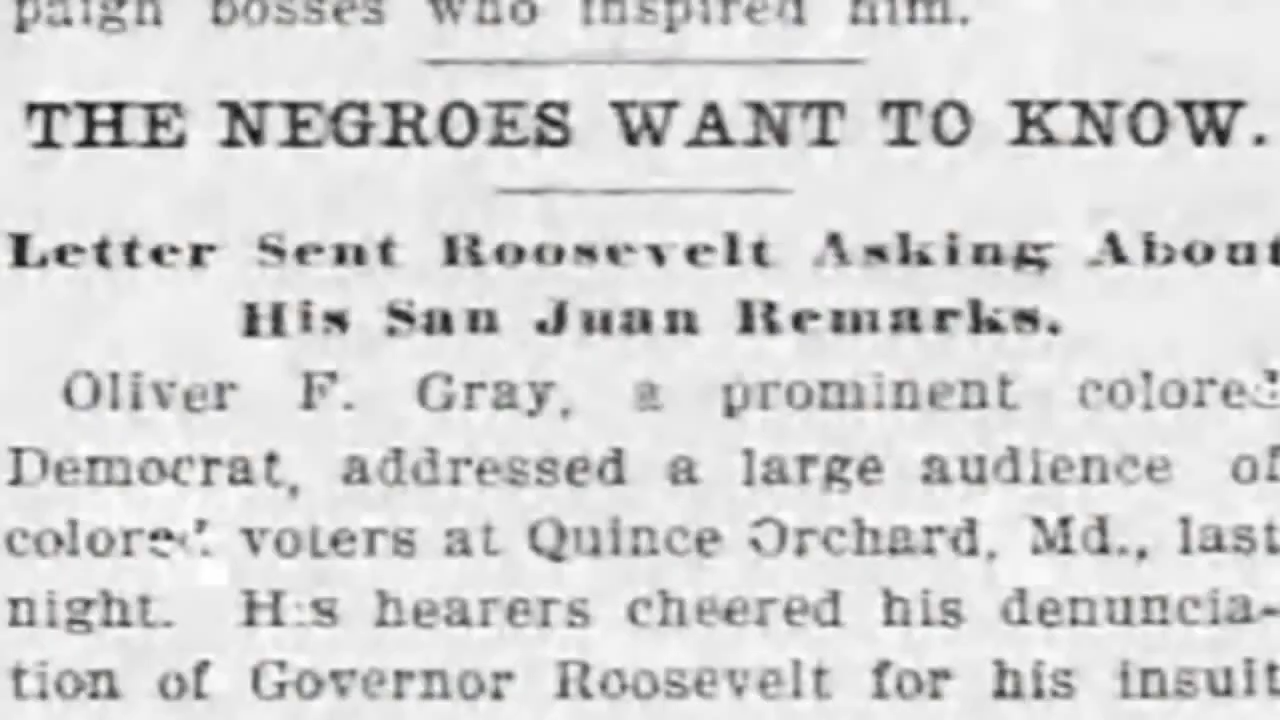 paign bosses who inspired him.
THE NEGROES WANT TO KNOW.
Letter Sent Roosevelt Asking About
His San Juan Remarks.
Oliver F. Gray, a prominent colored
Democrat, addressed a large audience of
colored voters at Quince Orchard, Md., last
night. His hearers cheered his denuncia-
tion of Governor Roosevelt for his insult